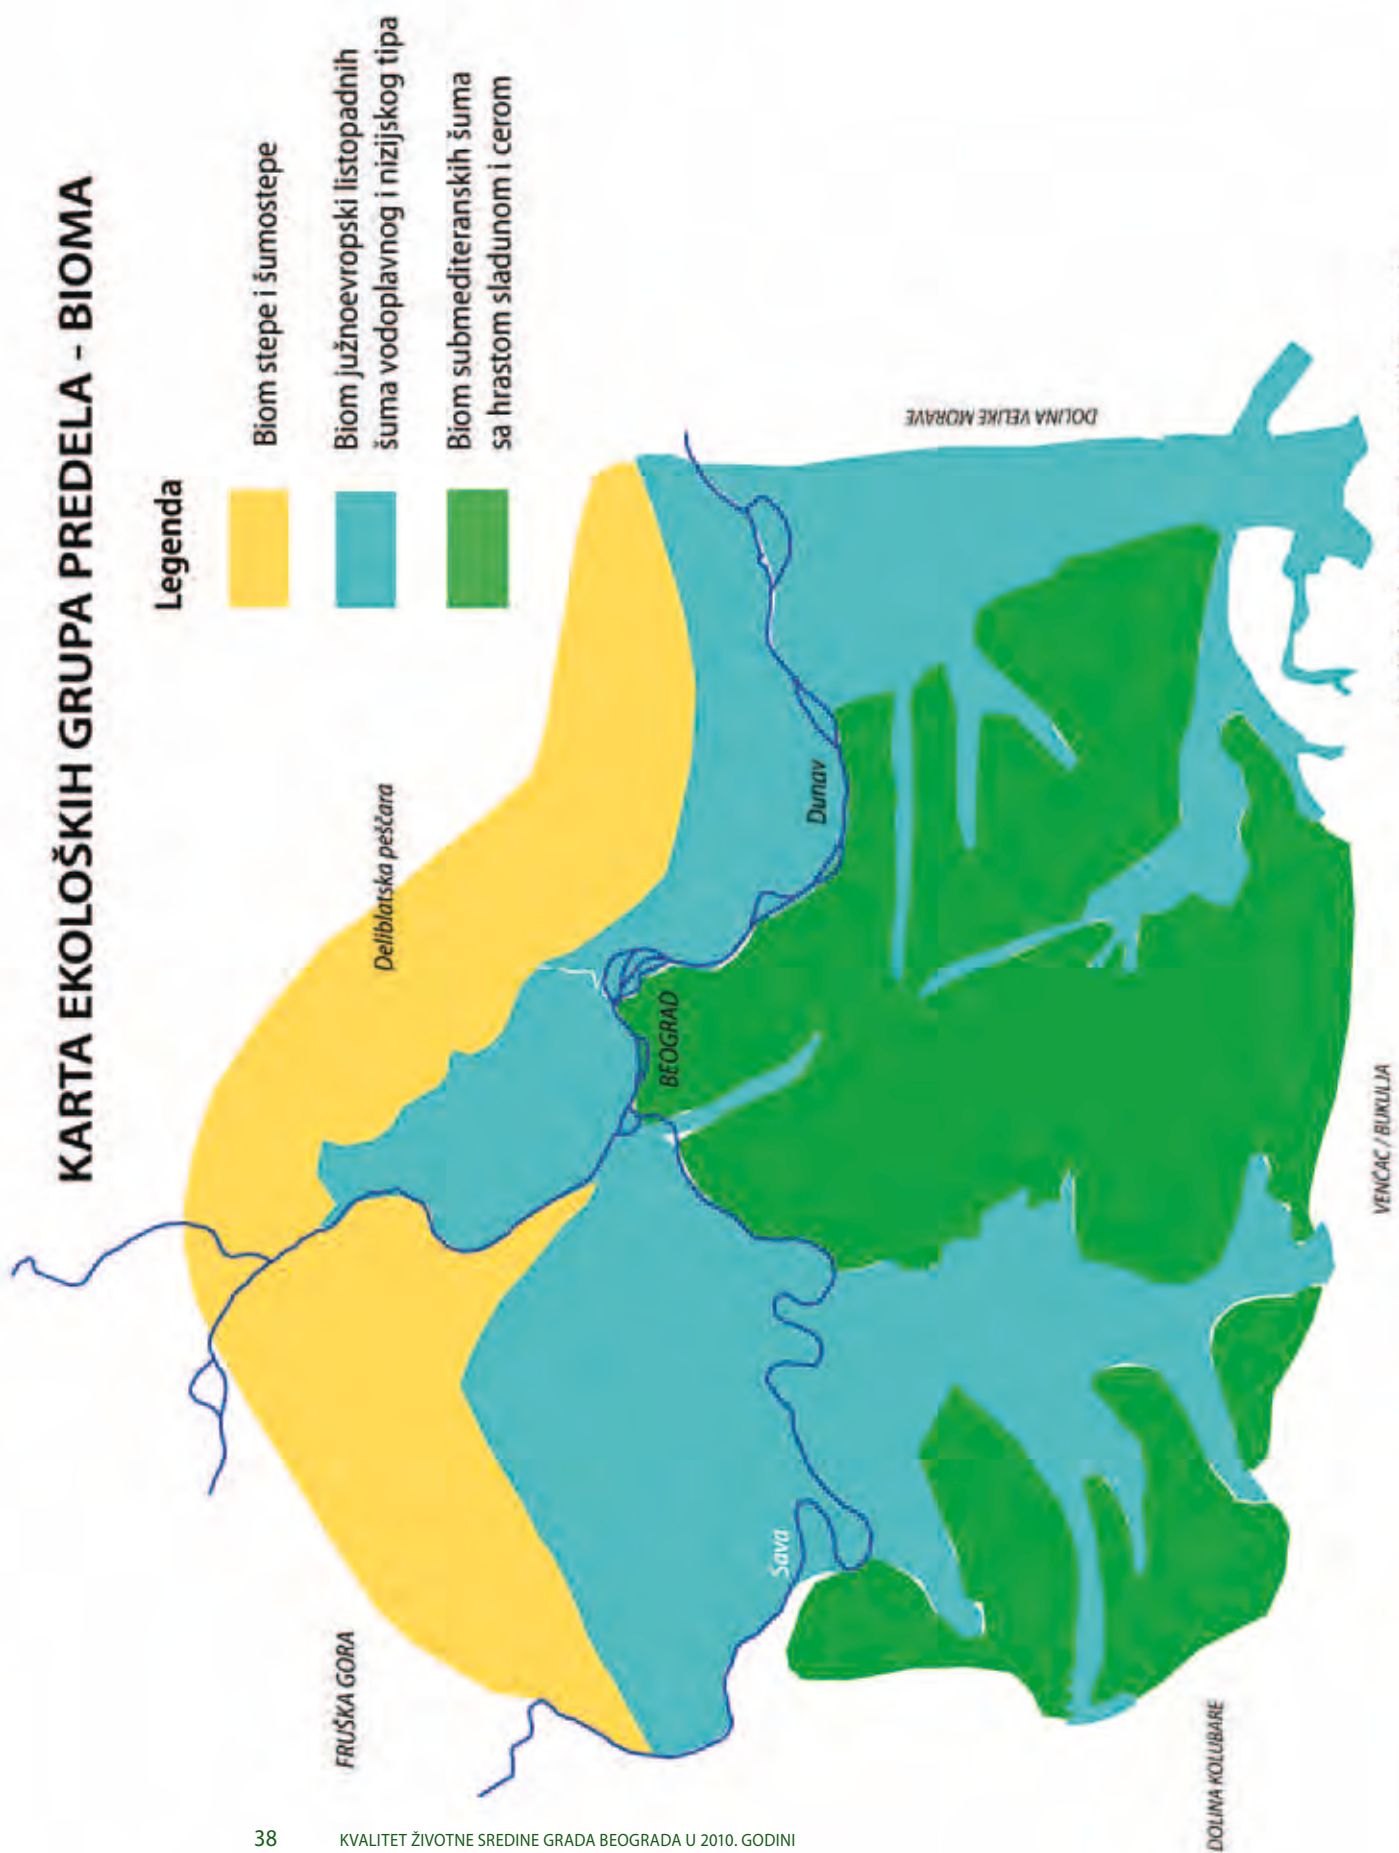 KARTA EKOLOŠKIH GRUPA PREDELA - BIOMA
Legenda
Biom stepe i šumostepe
Biom južnoevropski listopadnih
šuma vodoplavnog i nizijskog tipa
Biom submediteranskih šuma
sa hrastom sladunom i cerom
FRUŠKA GORA
Deliblatska peščara
BEOGRAD
Dunav
Sava
DOLINA VELIKE MORAVE
DOLINA KOLUBARE
VENČAC / BUKULJA
38 KVALITET ŽIVOTNE SREDINE GRADA BEOGRADA U 2010. GODINI